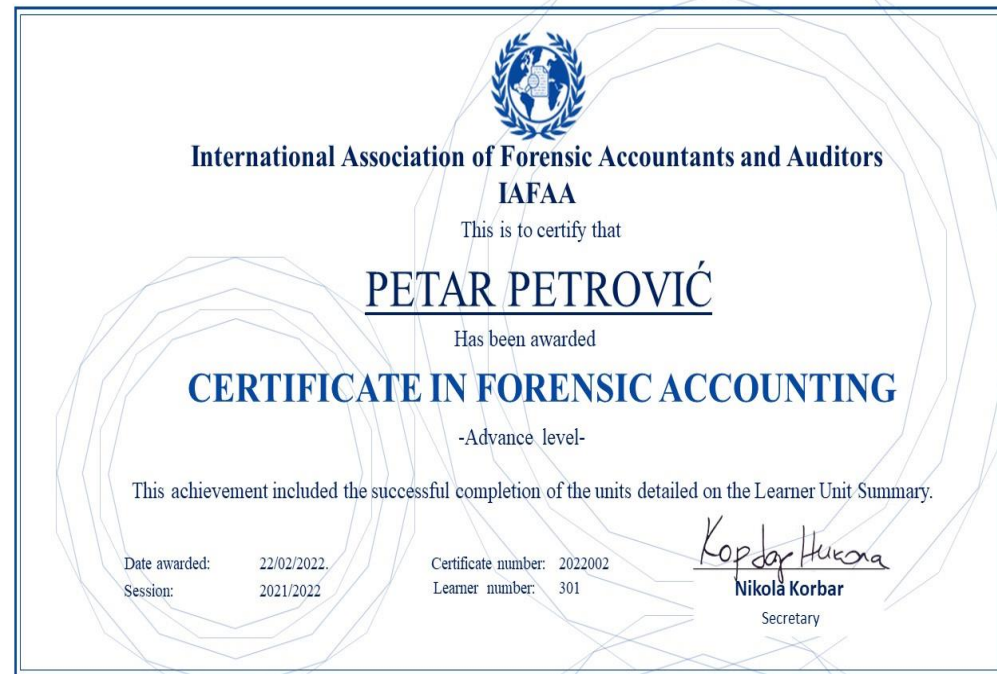 International Association of Forensic Accountants and Auditors
IAFAA
This is to certify that
PETAR PETROVIĆ
Has been awarded
CERTIFICATE IN FORENSIC ACCOUNTING
-Advance level-
This achievement included the successful completion of the units detailed on the Learner Unit Summary.
Date awarded: 22/02/2022.
Session: 2021/2022
Certificate number: 2022002
Learner number: 301
Корбар Никола
Nikola Korbar
Secretary